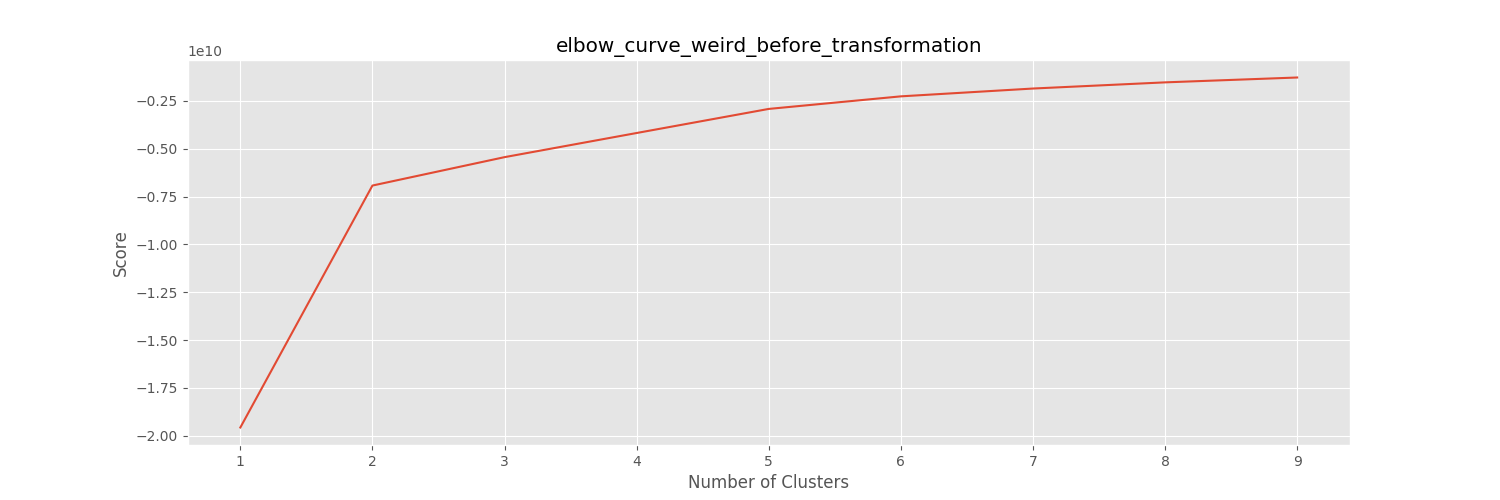 elbow_curve_weird_before_transformation
1e10
−0.25
−0.50
−0.75
−1.00
−1.25
−1.50
−1.75
−2.00
Score
1 2 3 4 5 6 7 8 9
Number of Clusters